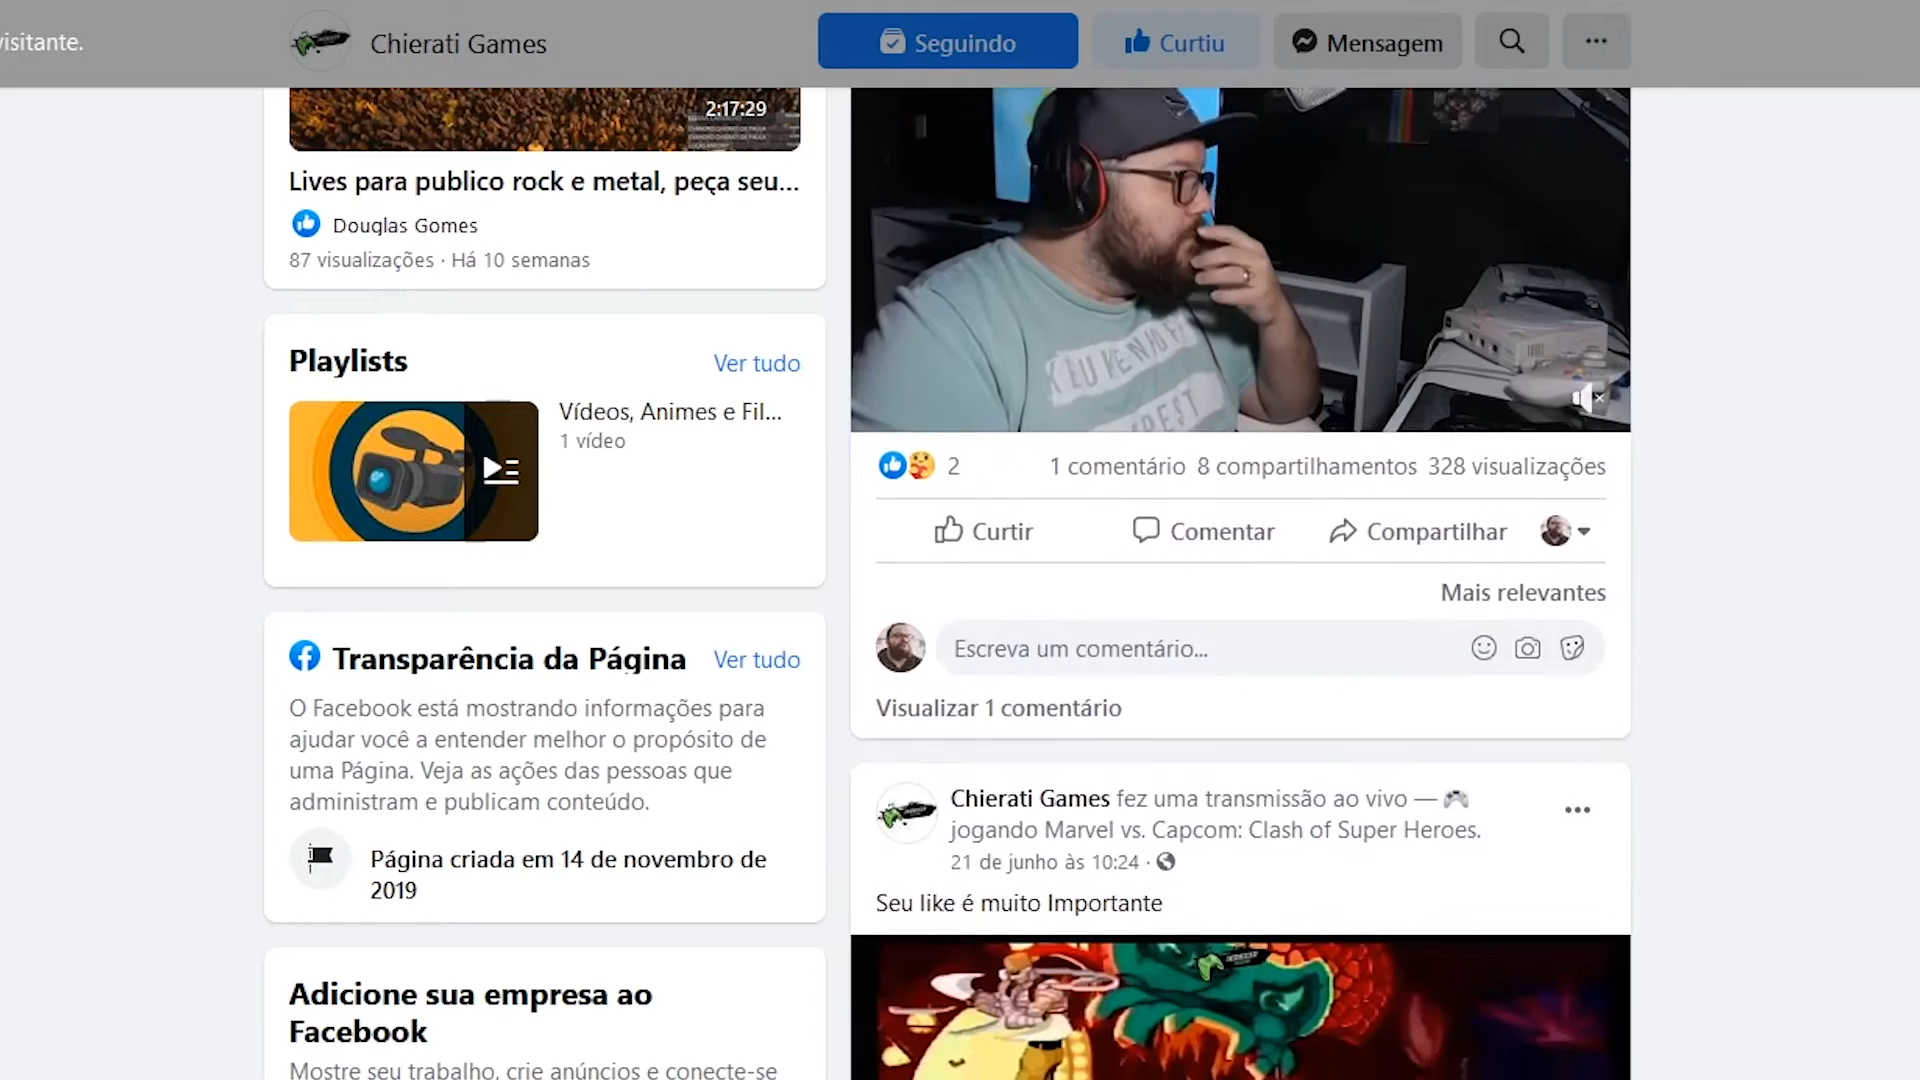 visitante.
Chierati Games
Seguindo
Curtiu
Mensagem
2:17:29
Lives para publico rock e metal, peça seu...
Douglas Gomes
87 visualizações · Há 10 semanas
Playlists
Ver tudo
Vídeos, Animes e Fil...
1 vídeo
Transparência da Página
Ver tudo
O Facebook está mostrando informações para
ajudar você a entender melhor o propósito de
uma Página. Veja as ações das pessoas que
administram e publicam conteúdo.
Página criada em 14 de novembro de
2019
Adicione sua empresa ao
Facebook
Mostre seu trabalho, crie anúncios e conecte-se
2
1 comentário 8 compartilhamentos 328 visualizações
Curtir
Comentar
Compartilhar
Mais relevantes
Escreva um comentário...
Visualizar 1 comentário
Chierati Games fez uma transmissão ao vivo — 🎮
jogando Marvel vs. Capcom: Clash of Super Heroes.
21 de junho às 10:24 ·
Seu like é muito Importante